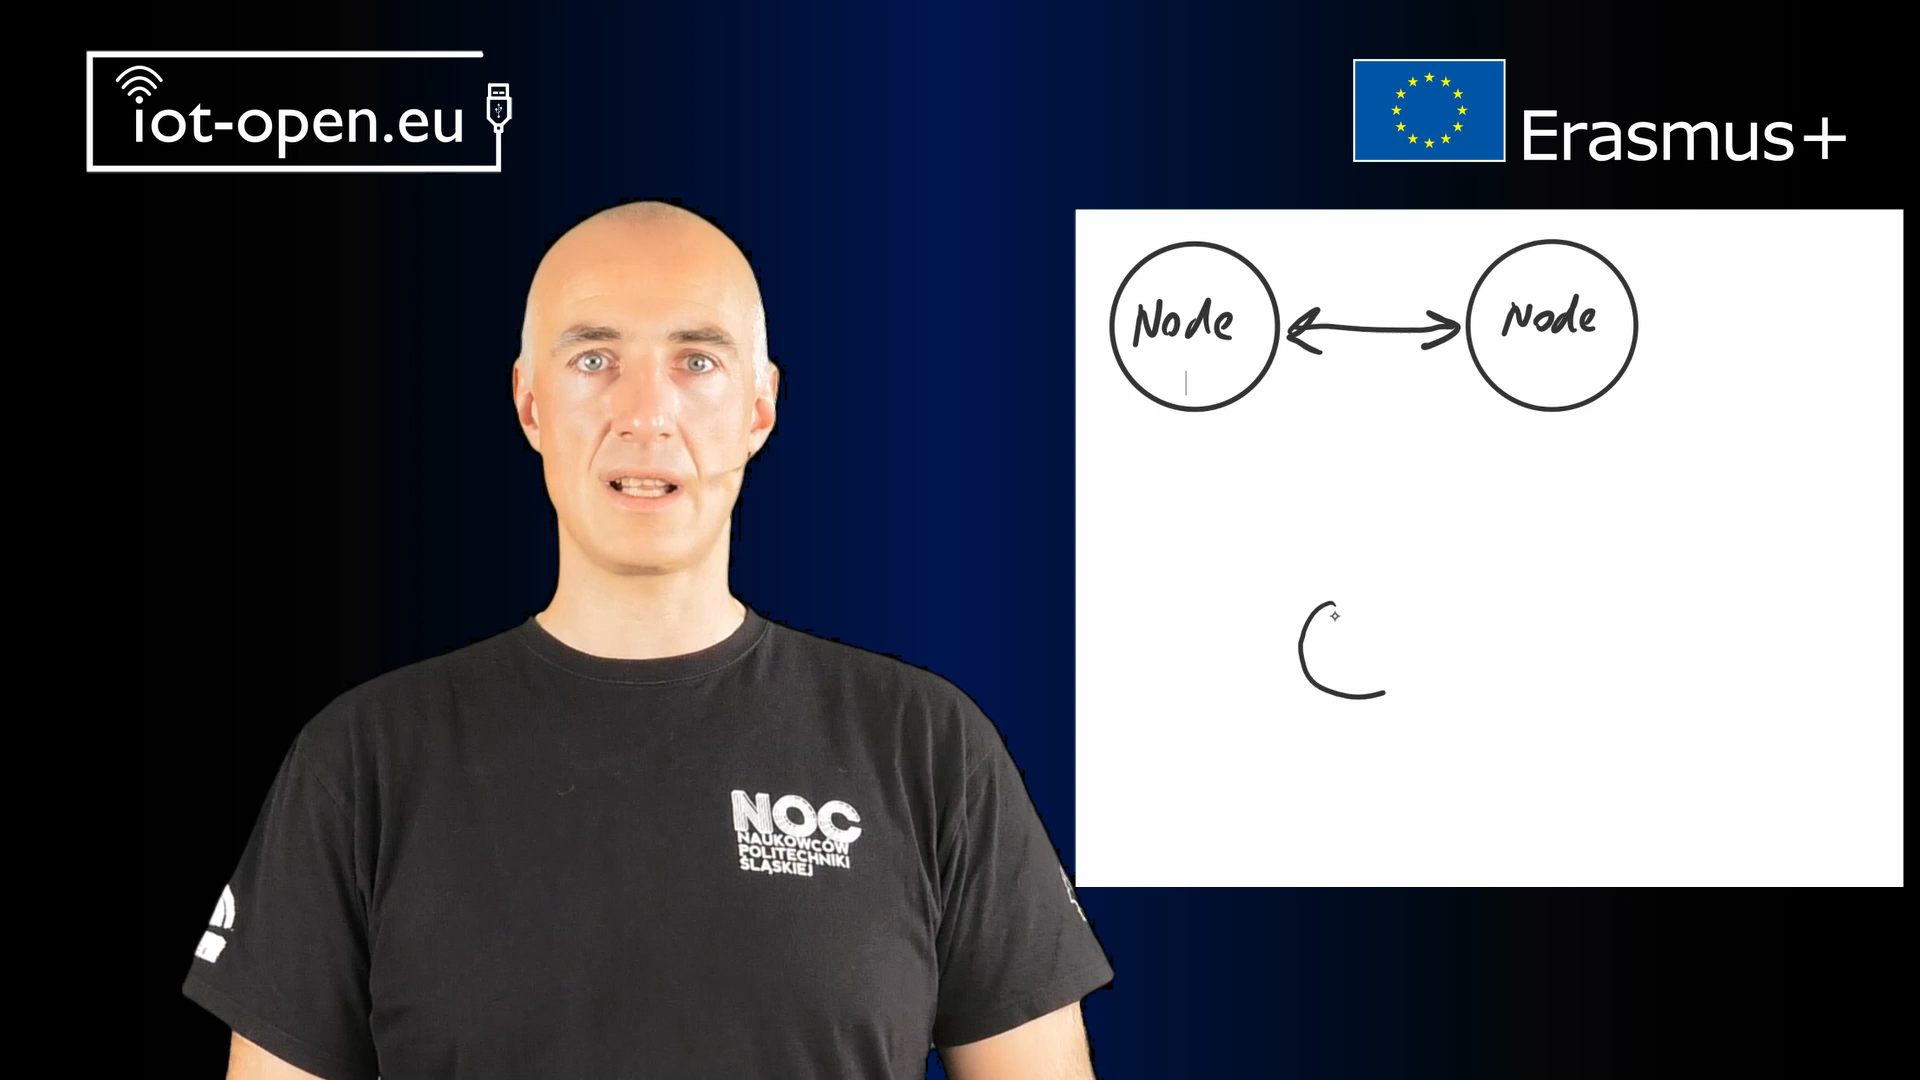 iot-open.eu
Erasmus+
Node Node
NOC
NAUKOWCÓW
POLITECHNIKI
ŚLĄSKIEJ